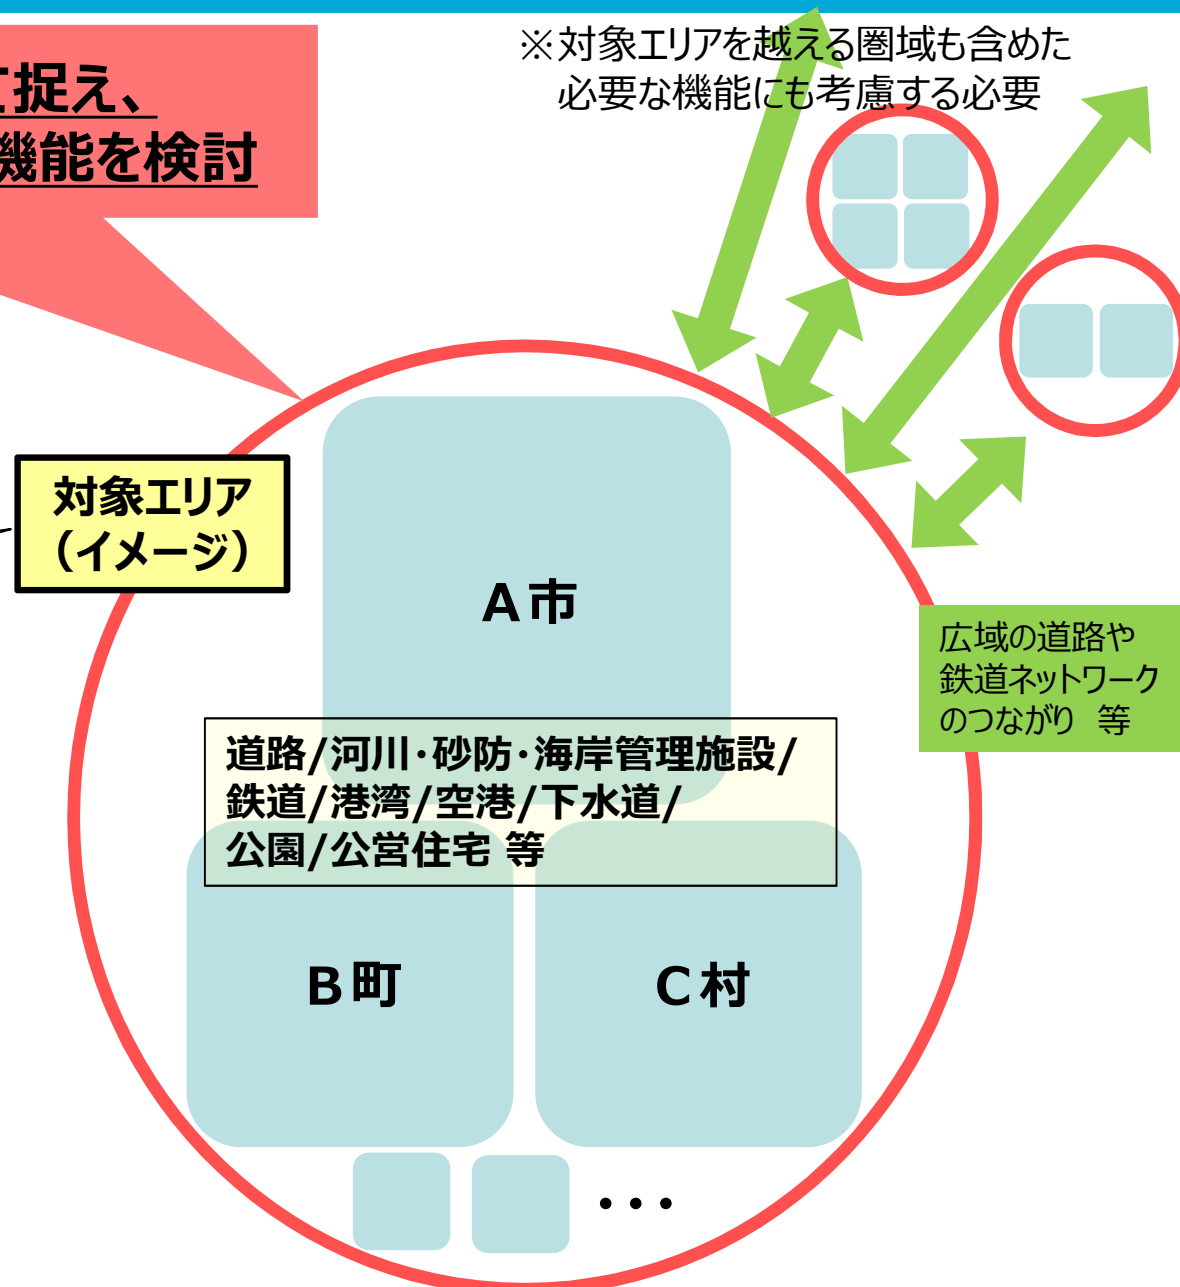 て捉え、
機能を検討
※対象エリアを越える圏域も含めた
必要な機能にも考慮する必要
対象エリア
（イメージ）
A市
広域の道路や
鉄道ネットワーク
のつながり 等
道路/河川・砂防・海岸管理施設/
鉄道/港湾/空港/下水道/
公園/公営住宅 等
B町
C村
・・・